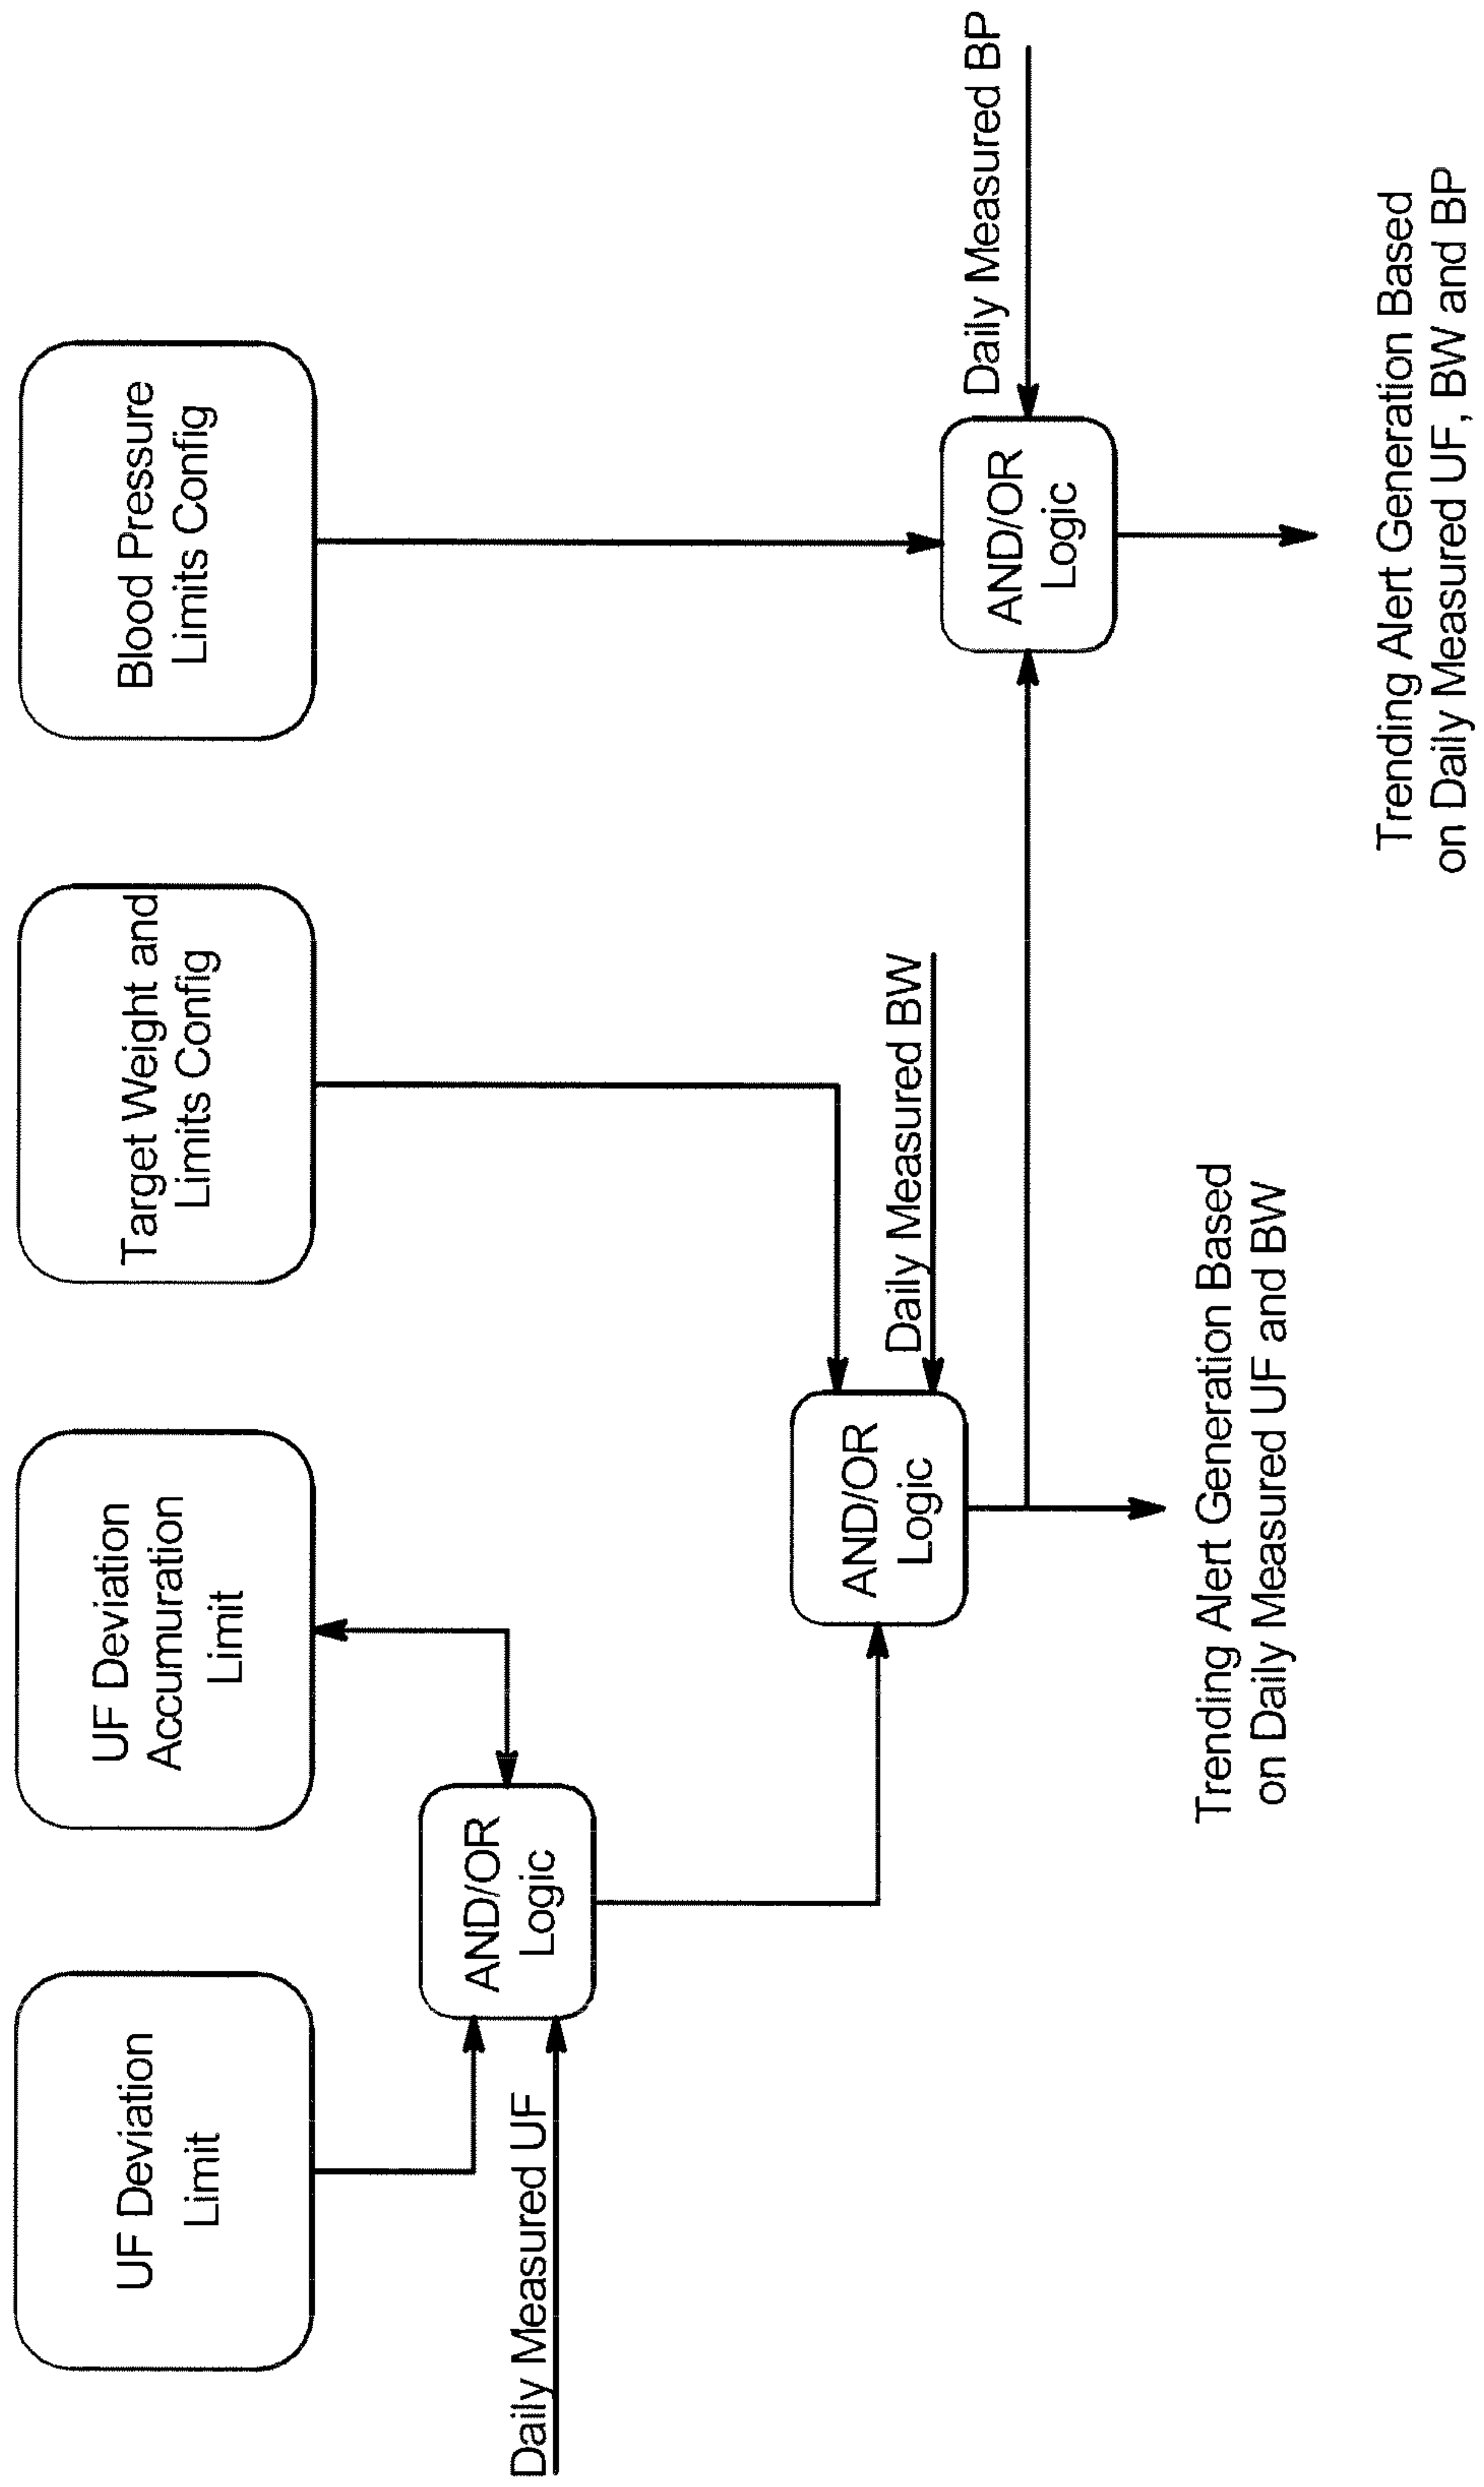 UF Deviation
Limit
UF Deviation
Accumuration
Limit
Target Weight and
Limits Config
Blood Pressure
Limits Config
Daily Measured UF
AND/OR
Logic
AND/OR
Logic
Daily Measured BW
AND/OR
Logic
Daily Measured BP
Trending Alert Generation Based
on Daily Measured UF and BW
Trending Alert Generation Based
on Daily Measured UF, BW and BP